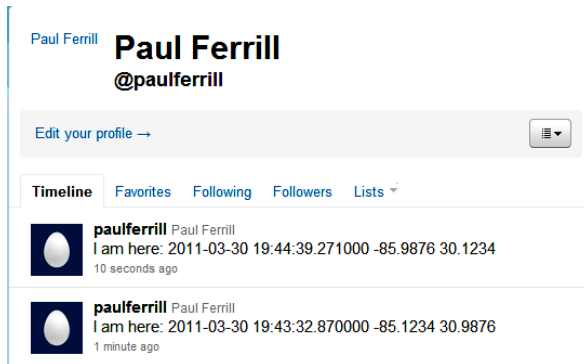 Paul Ferrill
Paul Ferrill
@paulferrill
Edit your profile →
Timeline Favorites Following Followers Lists
paulferrill Paul Ferrill
I am here: 2011-03-30 19:44:39.271000 -85.9876 30.1234
10 seconds ago
paulferrill Paul Ferrill
I am here: 2011-03-30 19:43:32.870000 -85.1234 30.9876
1 minute ago